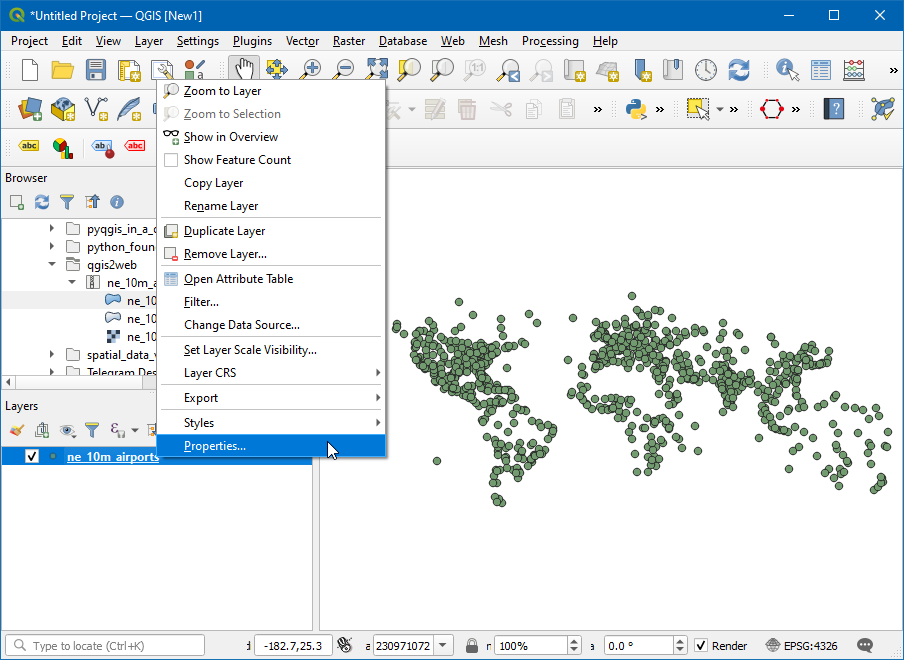 *Untitled Project — QGIS [New1]
Project Edit View Layer Settings Plugins Vector Raster Database Web Mesh Processing Help
1:1
»
» » » » ?
abc ab abc
Browser
pyqgis_in_a_
python_foun
qgis2web
ne_10m_a
ne_10
ne_10
ne_10
spatial_data_
Telegram Des
Layers
ne_10m_airports
Zoom to Layer
Zoom to Selection
Show in Overview
Show Feature Count
Copy Layer
Rename Layer
Duplicate Layer
Remove Layer...
Open Attribute Table
Filter...
Change Data Source...
Set Layer Scale Visibility...
Layer CRS
Export
Styles
Properties...
Type to locate (Ctrl+K) -182.7,25.3 a 230971072 100% a 0.0 ° Render EPSG:4326